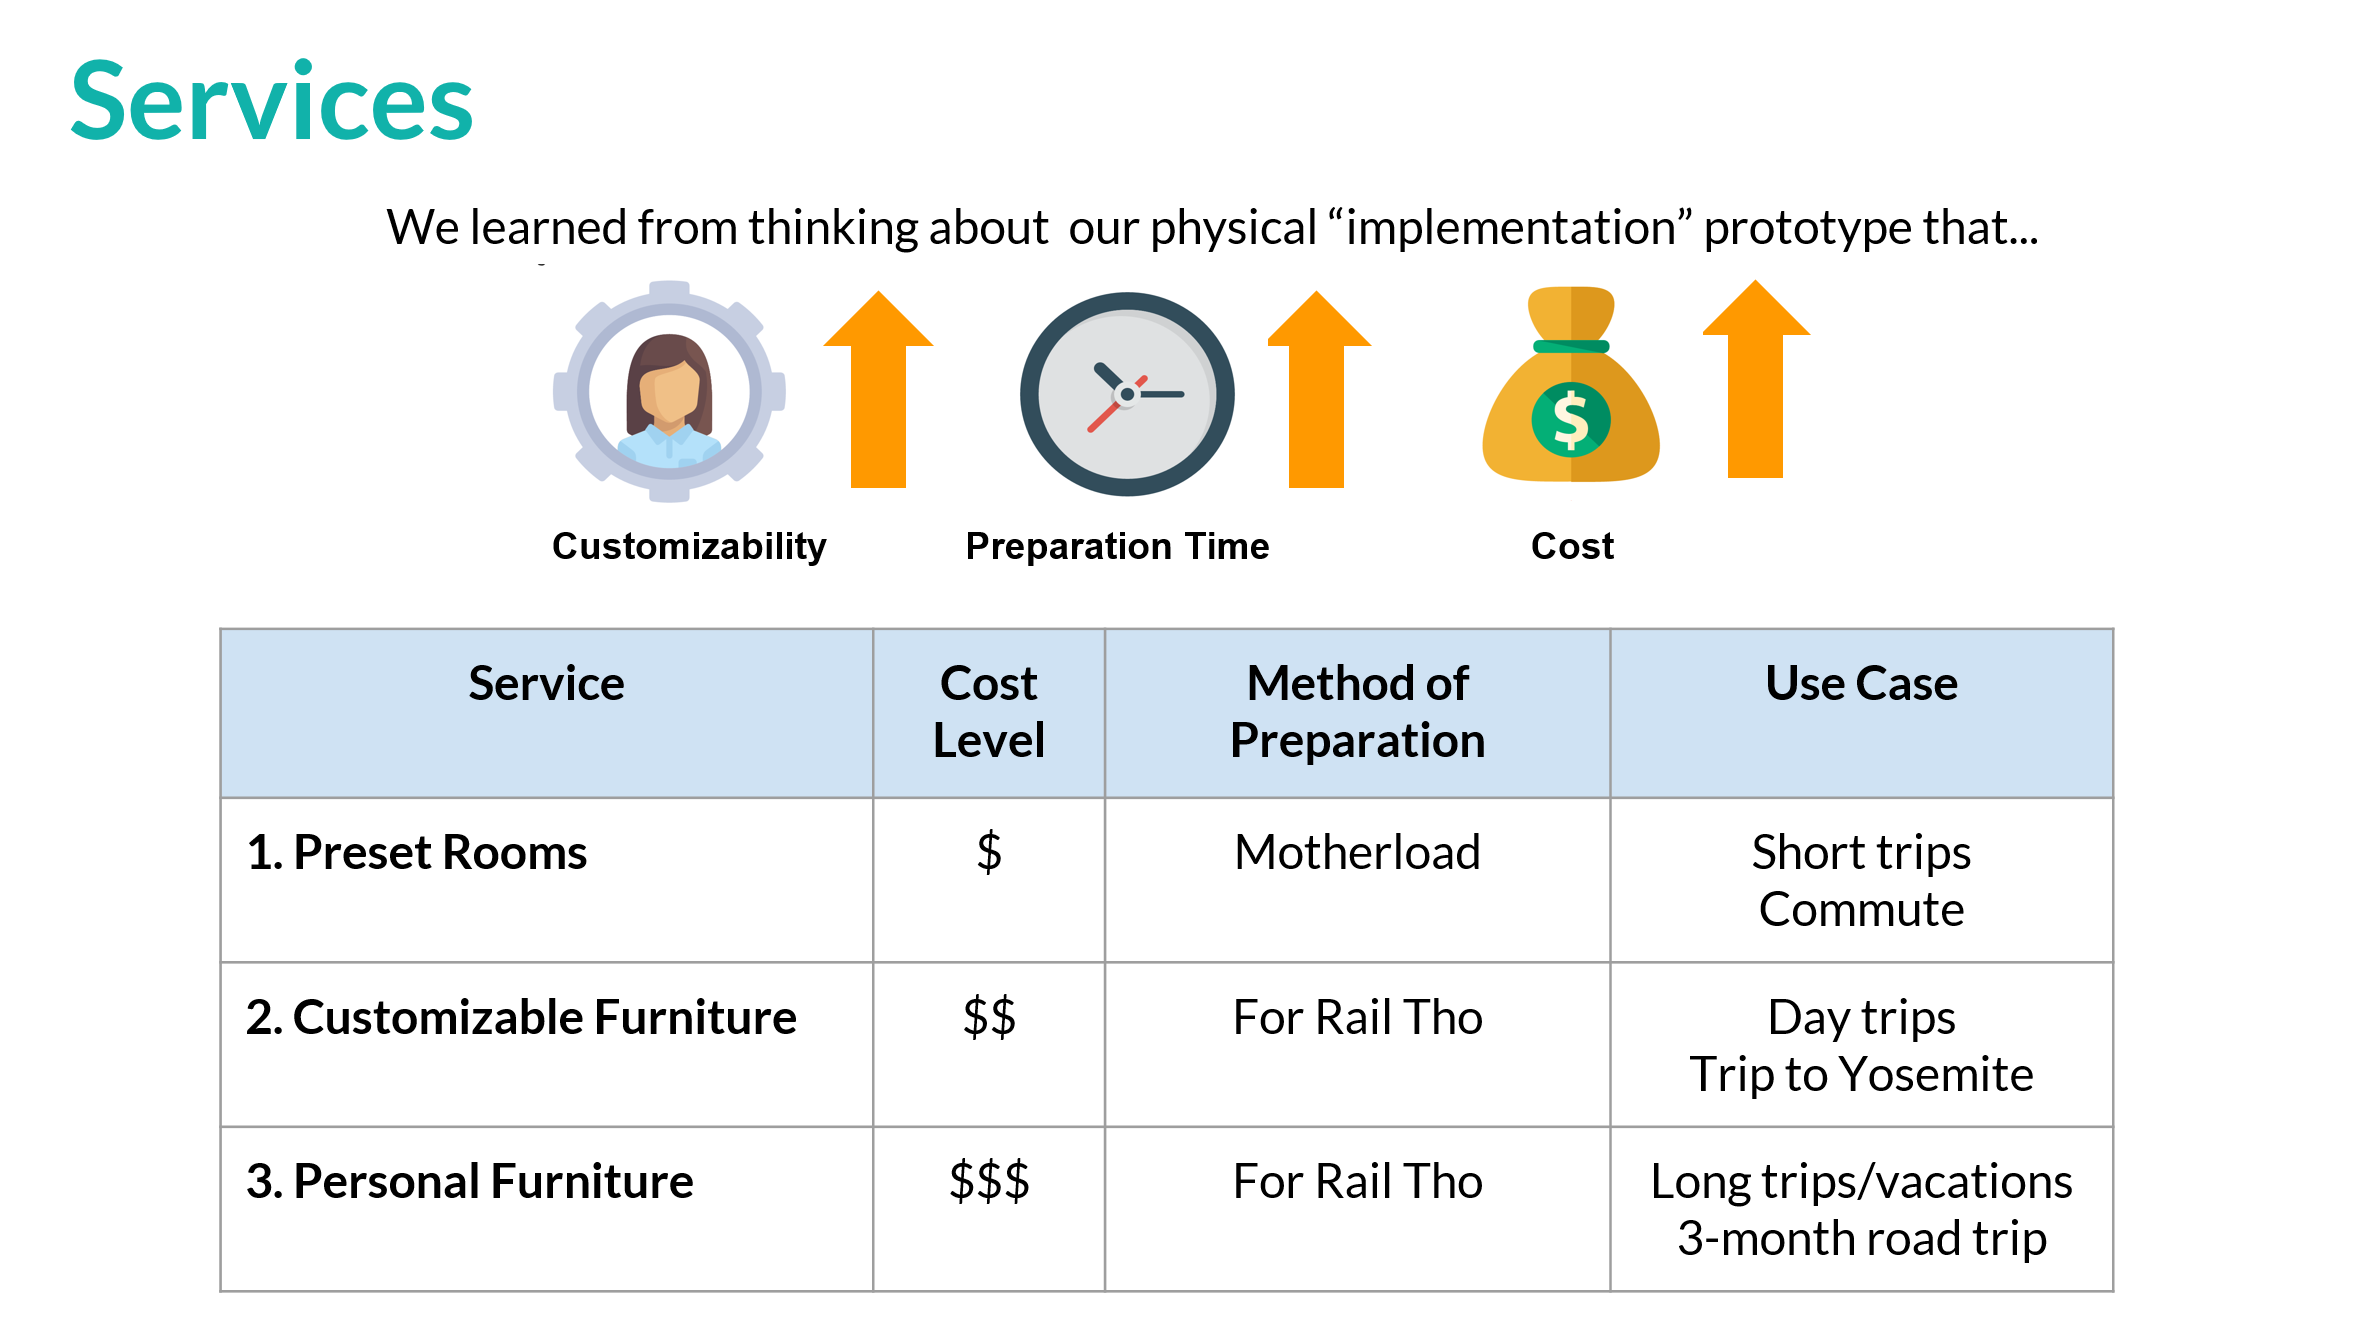 Services
We learned from thinking about  our physical “implementation” prototype that...
$
Customizability
Preparation Time
Cost
Service
Cost
Level
Method of
Preparation
Use Case
1. Preset Rooms
$
Motherload
Short trips
Commute
2. Customizable Furniture
$$
For Rail Tho
Day trips
Trip to Yosemite
3. Personal Furniture
$$$
For Rail Tho
Long trips/vacations
3-month road trip